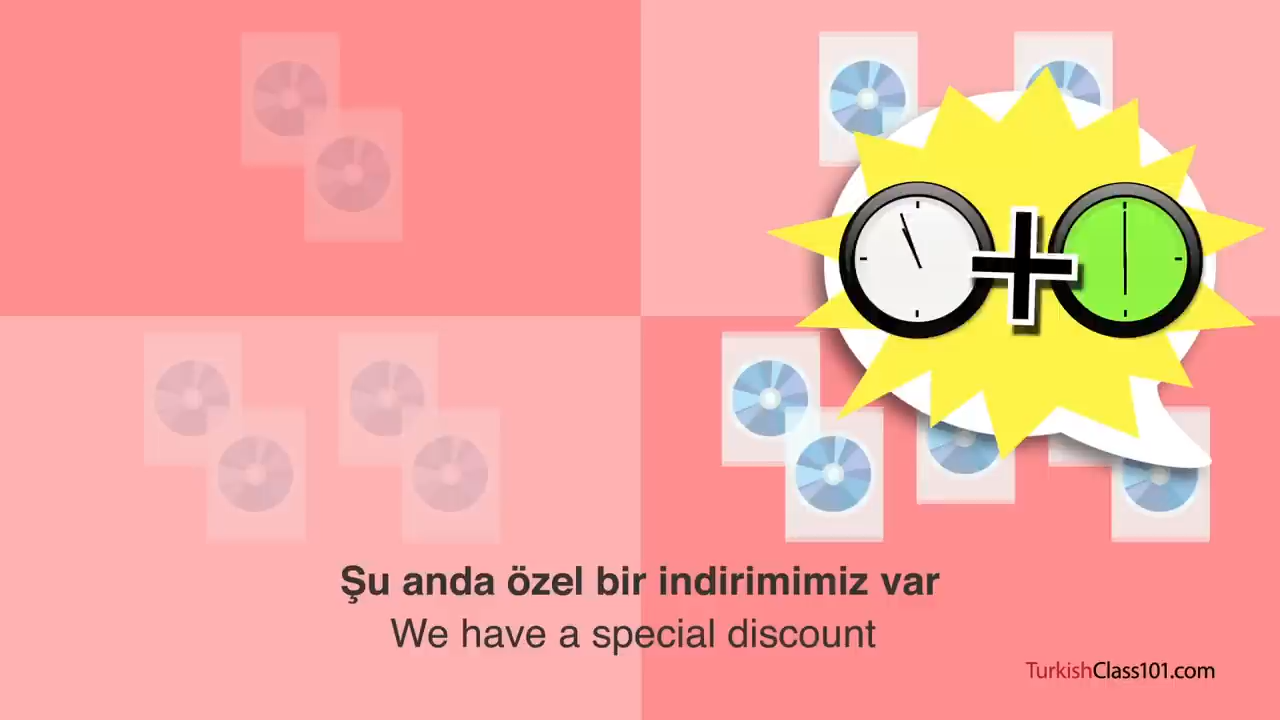 Şu anda özel bir indirimimiz var
We have a special discount
TurkishClass101.com